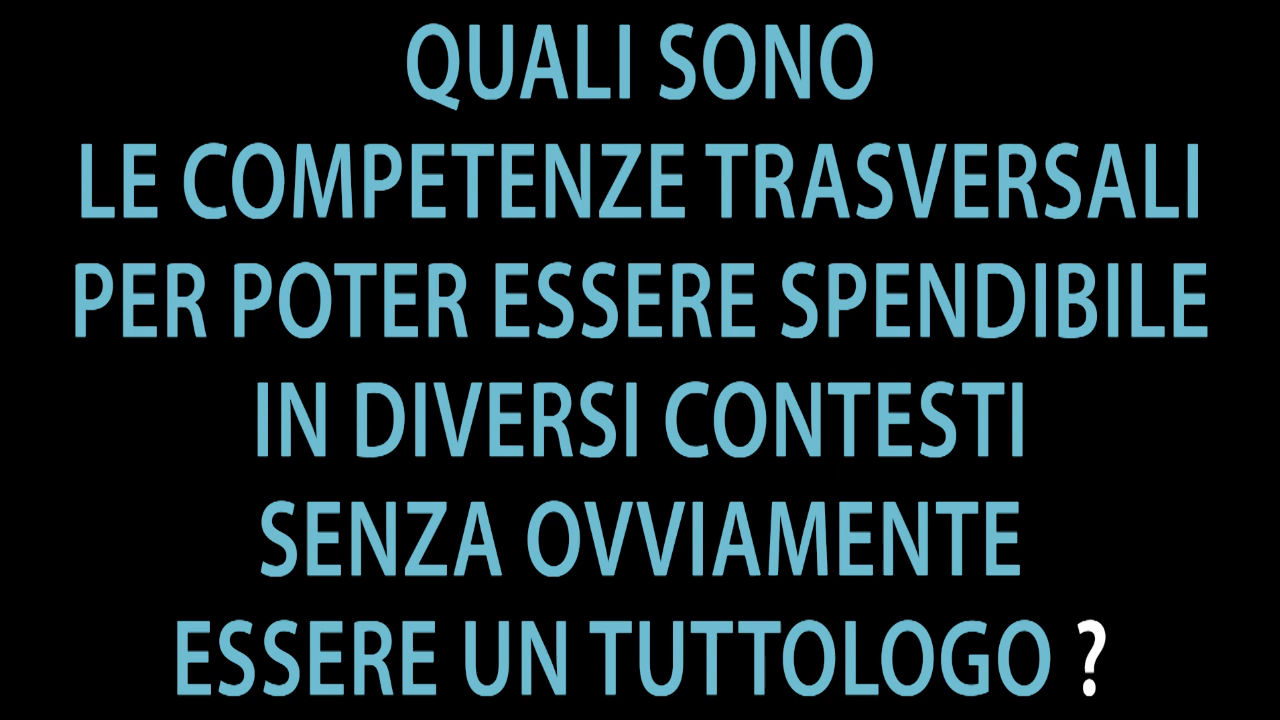 QUALI SONO
LE COMPETENZE TRASVERSALI
PER POTER ESSERE SPENDIBILE
IN DIVERSI CONTESTI
SENZA OVVIAMENTE
ESSERE UN TUTTOLOGO ?